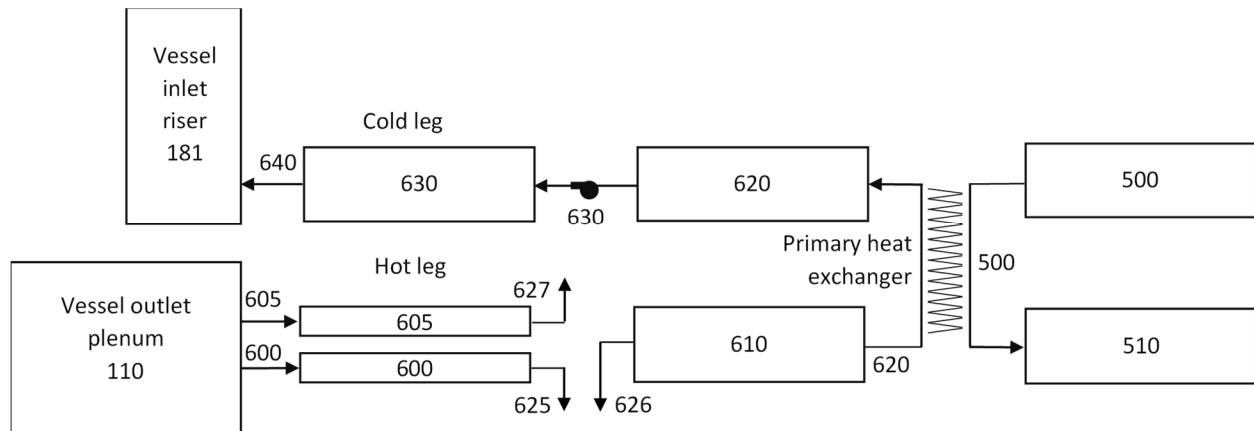 Vessel
inlet
riser
181
Cold leg
640
630
630
620
500
Primary heat
exchanger
500
Hot leg
627
Vessel outlet
plenum
110
605
605
600
600
625
626
610
620
510